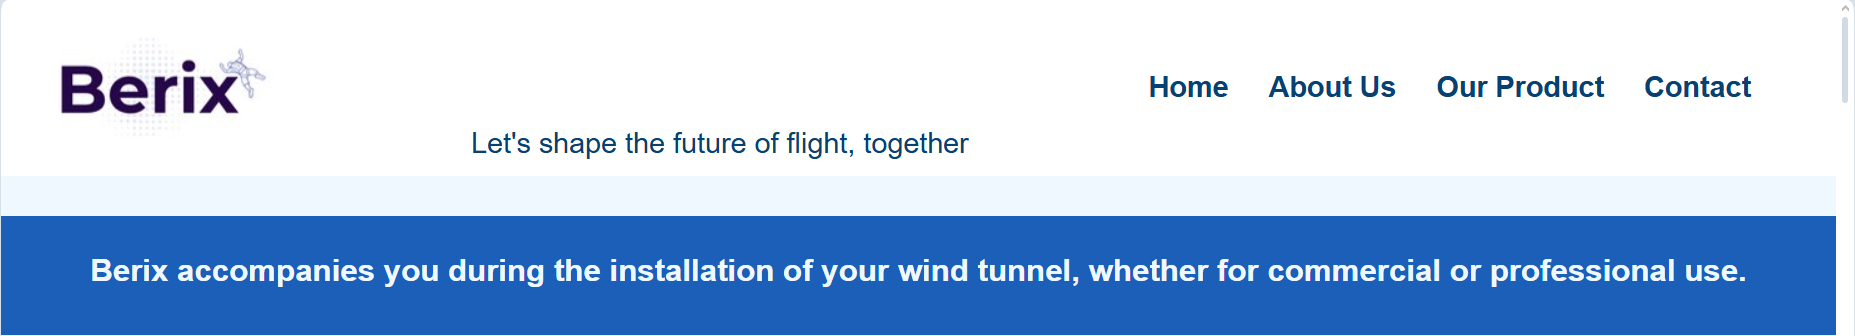 Berix
Home About Us Our Product Contact
Let's shape the future of flight, together
Berix accompanies you during the installation of your wind tunnel, whether for commercial or professional use.